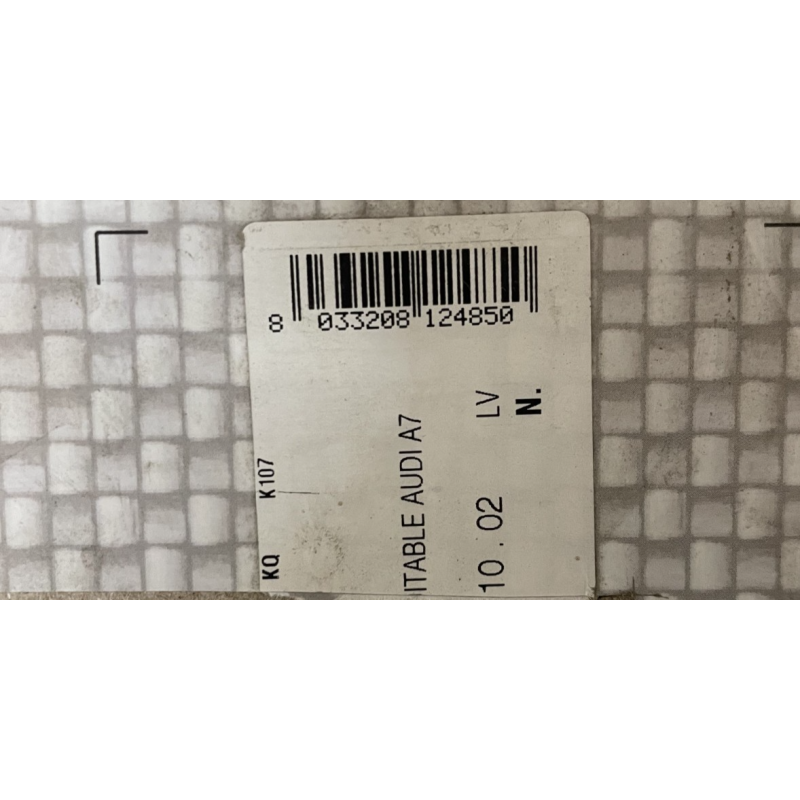 8 033208 124850
KQ K107
ITABLE AUDI A7
10 . 02 LV
N.